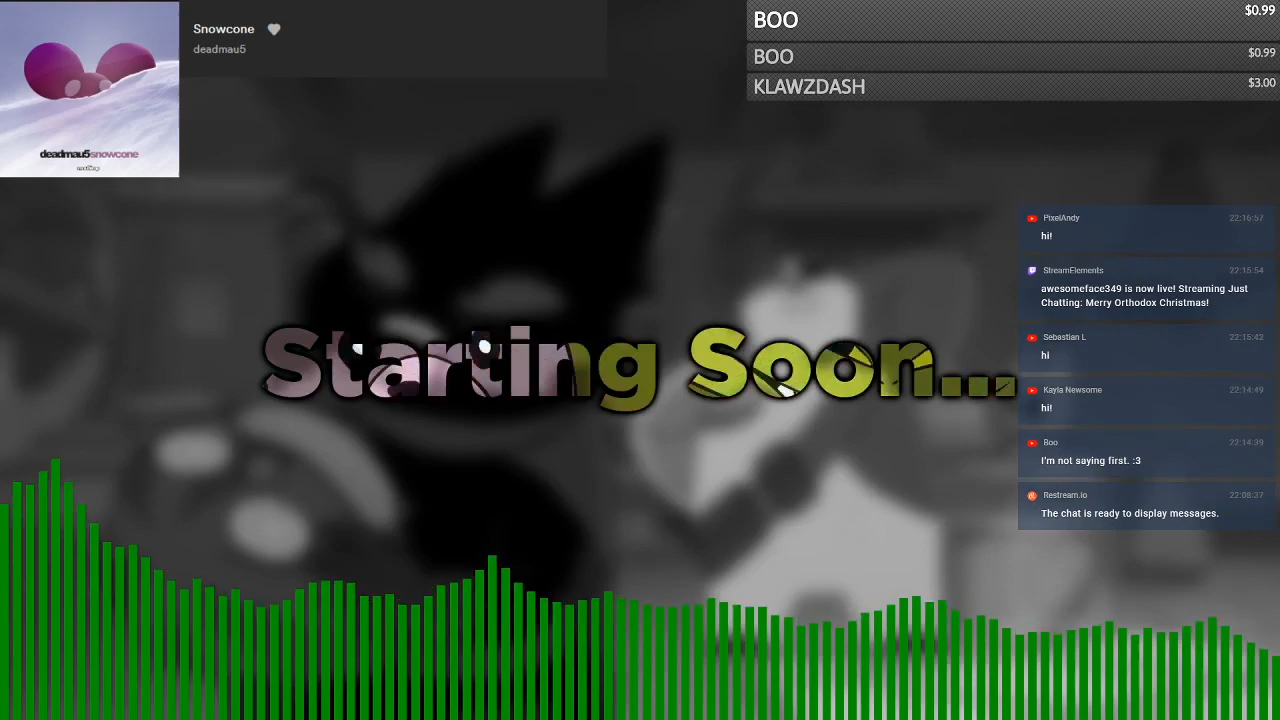 Snowcone
deadmau5
deadmau5snowcone
BOO
$0.99
BOO
$0.99
KLAWZDASH
$3.00
Starting Soon...
PixelAndy
22:16:57
hi!
StreamElements
22:15:54
awesomeface349 is now live! Streaming Just
Chatting: Merry Orthodox Christmas!
Sebastian L
22:15:42
hi
Kayla Newsome
22:14:49
hi!
Boo
22:14:39
I'm not saying first. :3
Restream.io
22:08:37
The chat is ready to display messages.